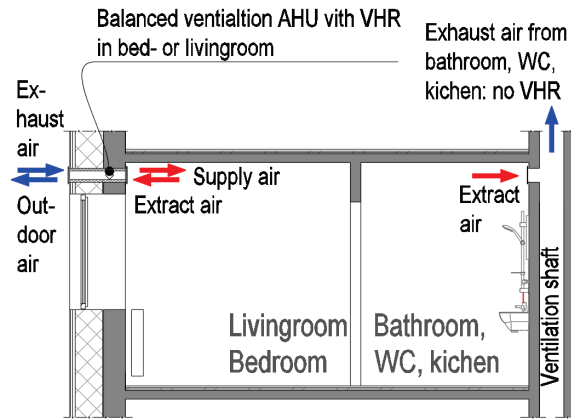 Balanced ventialtion AHU vith VHR
in bed- or livingroom
Exhaust air from
bathroom, WC,
kichen: no VHR
Ex-
haust
air
Supply air
Extract air
Out-
door
air
Extract
air
Livingroom
Bedroom
Bathroom,
WC, kichen
Ventilation shaft